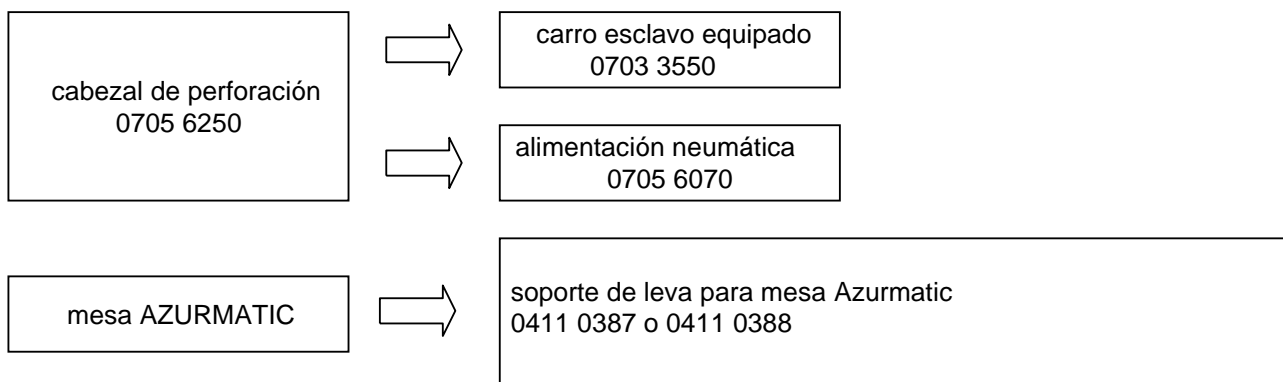 cabezal de perforación
0705 6250
carro esclavo equipado
0703 3550
alimentación neumática
0705 6070
mesa AZURMATIC
soporte de leva para mesa Azurmatic
0411 0387 o 0411 0388